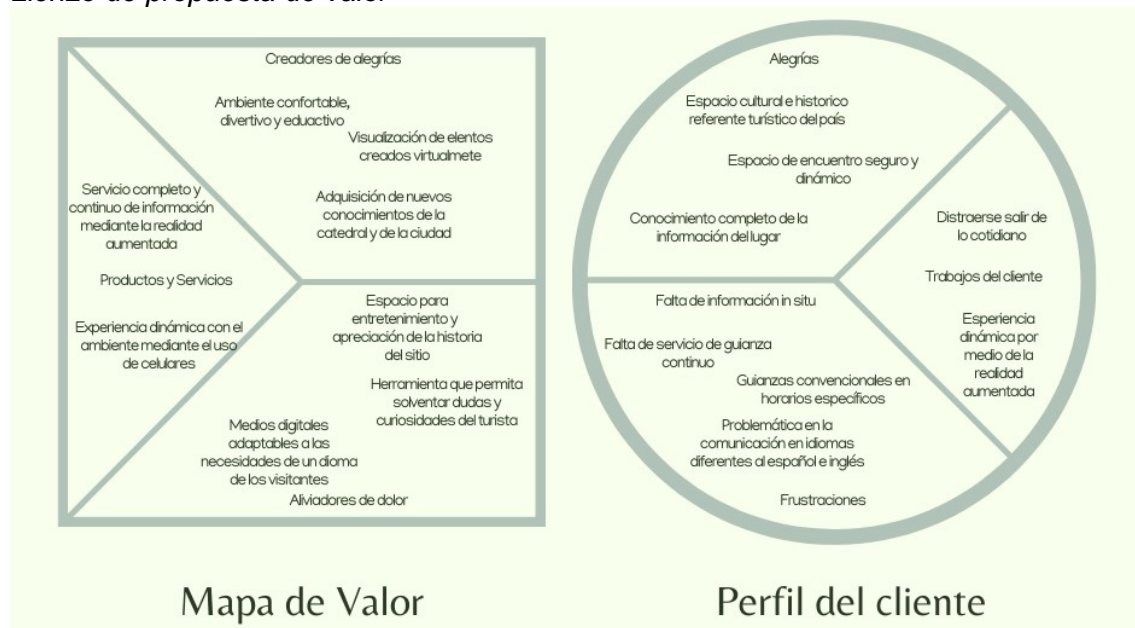 Lienzo de propuesta de valor
Creadores de alegrías
Ambiente confortable,
divertivo y eduactivo
Visualización de elentos
creados virtualmete
Adquisición de nuevos
conocimientos de la
catedral y de la ciudad
Servicio completo y
continuo de información
mediante la realidad
aumentada
Productos y Servicios
Experiencia dinámica con el
ambiente mediante el uso
de celulares
Espacio para
entretenimiento y
apreciación de la historia
del sitio
Herramienta que permita
solventar dudas y
curiosidades del turista
Medios digitales
adaptables a las
necesidades de un dioma
de los visitantes
Aliviadores de dolor
Mapa de Valor
Alegrías
Espacio cultural e historico
referente turístico del país
Espacio de encuentro seguro y
dinámico
Conocimiento completo de la
información del lugar
Distraerse salir de
lo cotidiano
Trabajos del cliente
Esperiencia
dinámica por
medio de la
realidad
aumentada
Falta de información in situ
Falta de servicio de guianza
continuo
Guianzas convencionales en
horarios específicos
Problemática en la
comunicación en idiomas
diferentes al español e inglés
Frustraciones
Perfil del cliente